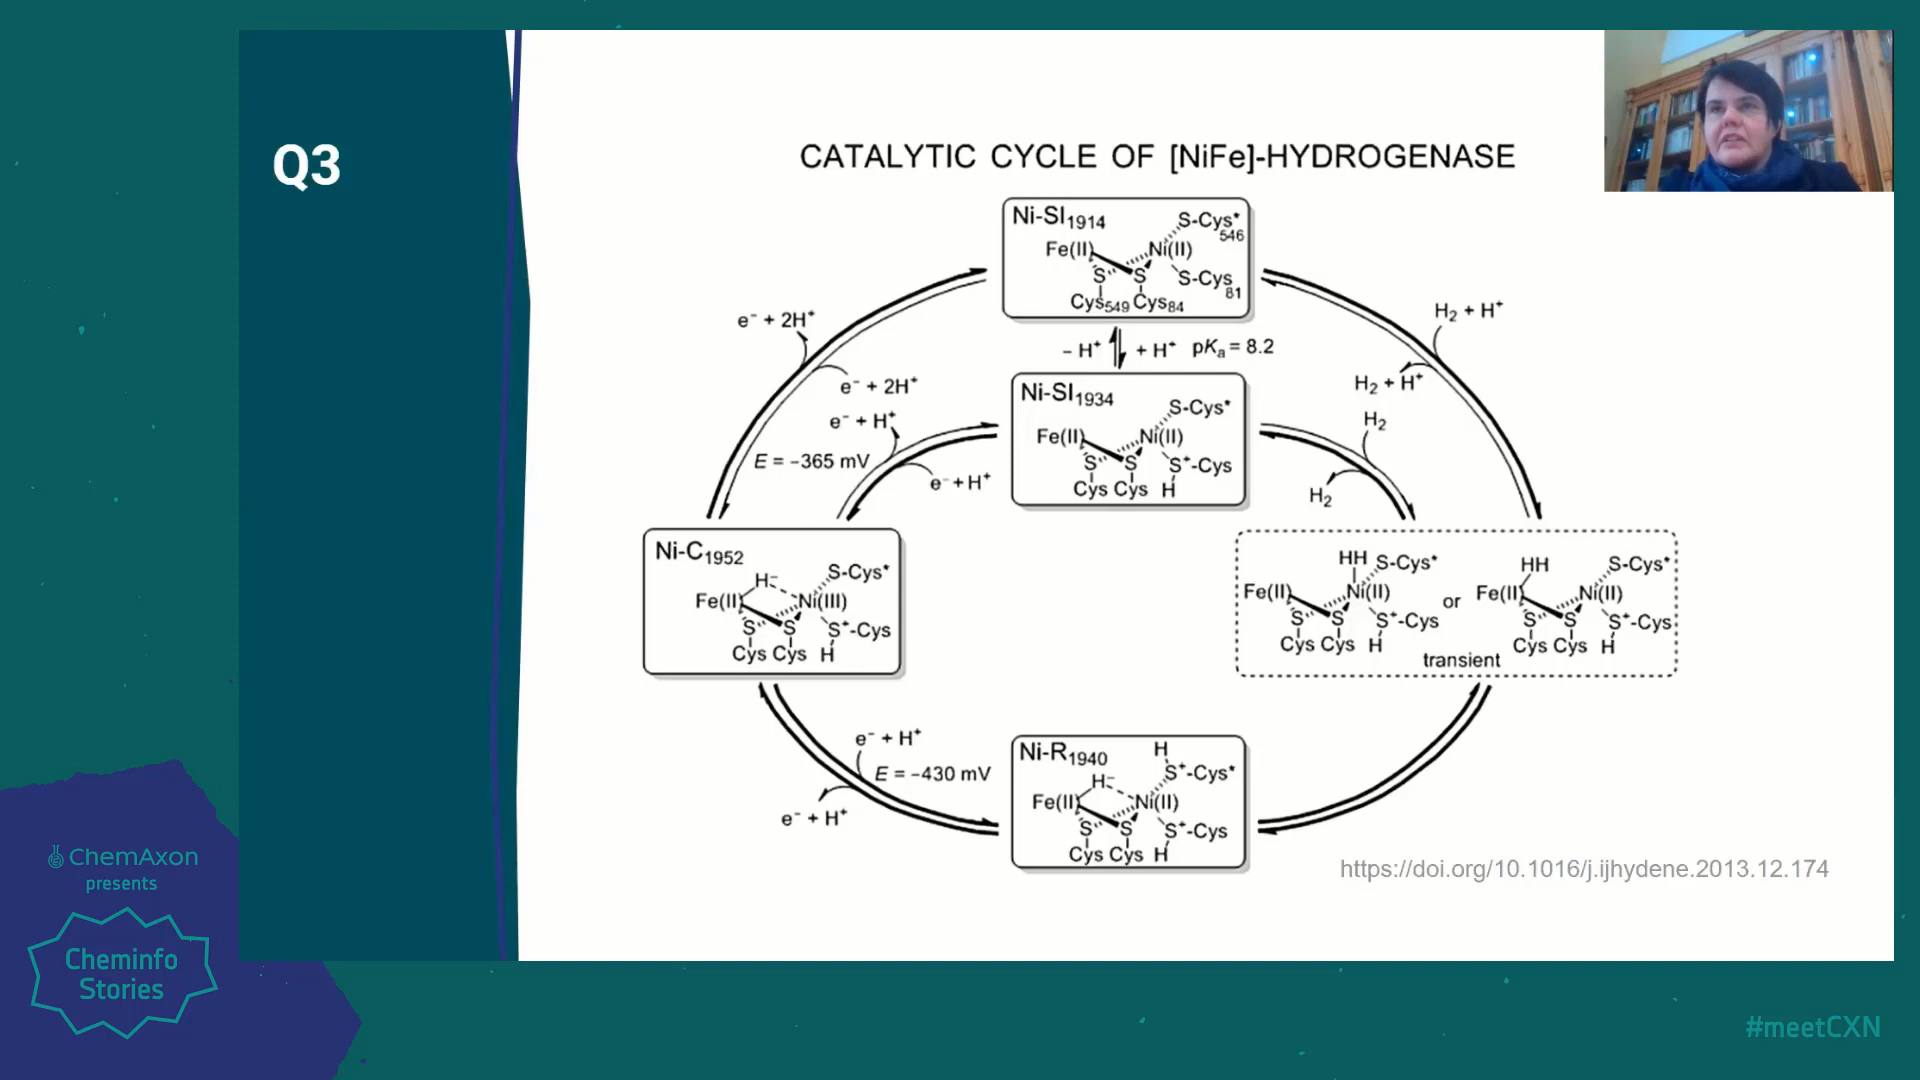 Q3
CATALYTIC CYCLE OF [NiFe]-HYDROGENASE
Ni-SI1914
S-Cys*
546
Fe(II)
Ni(II)
S
S
S-Cys
81
Cys549 Cys84
e⁻ + 2H⁺
H2 + H⁺
− H⁺
+ H⁺
pKa = 8.2
e⁻ + 2H⁺
H2 + H⁺
Ni-SI1934
S-Cys*
Fe(II)
Ni(II)
S
S
S⁺-Cys
Cys Cys H
e⁻ + H⁺
H2
E = −365 mV
e⁻ + H⁺
H2
Ni-C1952
H⁻
S-Cys*
Fe(II)
Ni(III)
S
S
S⁺-Cys
Cys Cys H
HH
S-Cys*
Fe(II)
Ni(II)
S
S
S⁺-Cys
Cys Cys H
or
HH
S-Cys*
Fe(II)
Ni(II)
S
S
S⁺-Cys
Cys Cys H
transient
e⁻ + H⁺
E = −430 mV
e⁻ + H⁺
Ni-R1940
H
H⁻
S⁺-Cys*
Fe(II)
Ni(II)
S
S
S⁺-Cys
Cys Cys H
https://doi.org/10.1016/j.ijhydene.2013.12.174
ChemAxon
presents
Cheminfo
Stories
#meetCXN